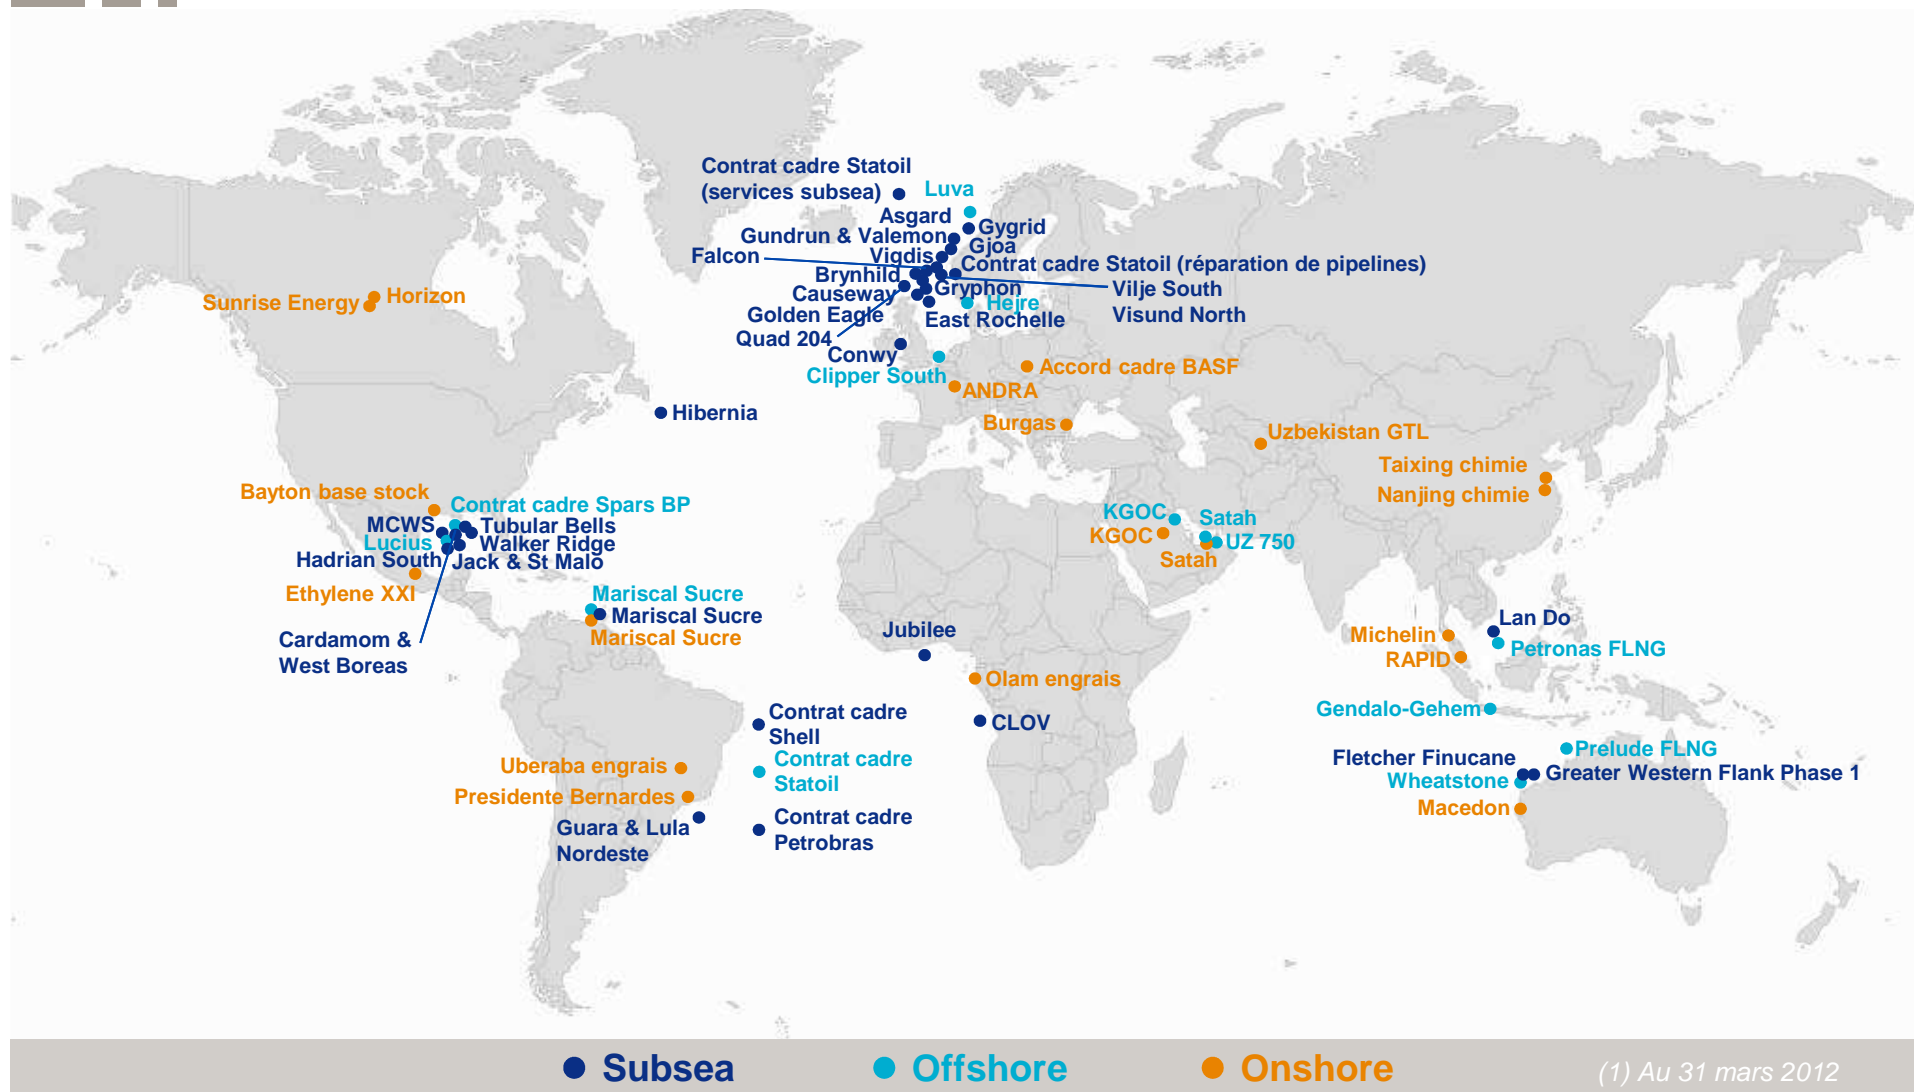 Contrat cadre Statoil
(services subsea)
Luva
Asgard
Gygrid
Gundrun & Valemon
Gjoa
Falcon
Vigdis
Contrat cadre Statoil (réparation de pipelines)
Brynhild
Vilje South
Gryphon
Causeway
Hejre
Golden Eagle
East Rochelle
Visund North
Quad 204
Conwy
Clipper South
Sunrise Energy
Horizon
Accord cadre BASF
ANDRA
Hibernia
Burgas
Uzbekistan GTL
Taixing chimie
Nanjing chimie
Bayton base stock
Contrat cadre Spars BP
MCWS
Tubular Bells
Lucius
Walker Ridge
Hadrian South
Jack & St Malo
Ethylene XXI
Cardamom &
West Boreas
KGOC
Satah
KGOC
UZ 750
Satah
Mariscal Sucre
Mariscal Sucre
Mariscal Sucre
Jubilee
Lan Do
Michelin
Petronas FLNG
RAPID
Olam engrais
Gendalo-Gehem
CLOV
Contrat cadre
Shell
Contrat cadre
Statoil
Uberaba engrais
Presidente Bernardes
Guara & Lula
Nordeste
Contrat cadre
Petrobras
Prelude FLNG
Fletcher Finucane
Greater Western Flank Phase 1
Wheatstone
Macedon
Subsea
Offshore
Onshore
(1) Au 31 mars 2012